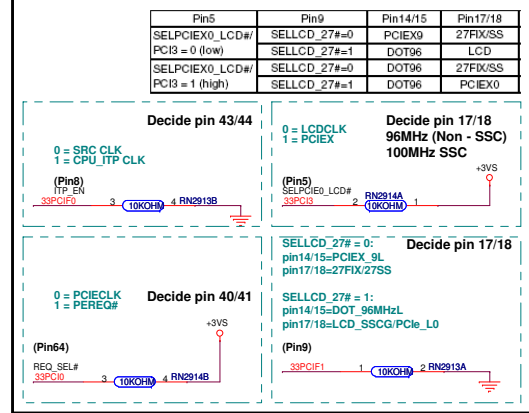 Pin5 Pin9 Pin14/15 Pin17/18
SELPCIEX0_LCD#/ SELLCD_27#=0 PCIEX9 27FIX/SS
PCI3 = 0 (low) SELLCD_27#=1 DOT96 LCD
SELPCIEX0_LCD#/ SELLCD_27#=0 DOT96 27FIX/SS
PCI3 = 1 (high) SELLCD_27#=1 DOT96 PCIEX0
Decide pin 43/44
0 = SRC CLK
1 = CPU_ITP CLK
(Pin8)
ITP_EN
33PCIF0 3 10KOHM 4 RN2913B
Decide pin 17/18
0 = LCDCLK
1 = PCIEX
96MHz (Non - SSC)
100MHz SSC
+3VS
(Pin5)
SELPCIE0_LCD#
RN2914A
33PCI3 2 10KOHM 1
0 = PCIECLK
1 = PEREQ#
Decide pin 40/41
+3VS
(Pin64)
REQ_SEL#
33PCI0 3 10KOHM 4 RN2914B
SELLCD_27# = 0:
Decide pin 17/18
pin14/15=PCIEX_9L
pin17/18=27FIX/27SS
SELLCD_27# = 1:
pin14/15=DOT_96MHzL
pin17/18=LCD_SSCG/PCIe_L0
(Pin9)
33PCIF1 1 10KOHM 2 RN2913A